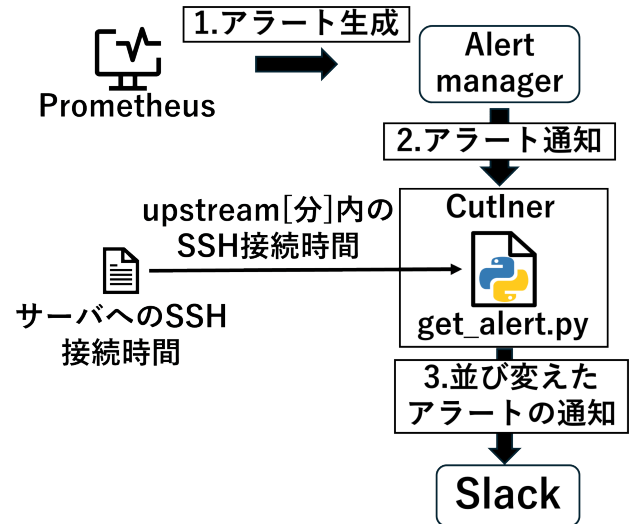 1.アラート生成
Prometheus
Alert
manager
2.アラート通知
upstream[分]内の
SSH接続時間
CutIner
get_alert.py
サーバへのSSH
接続時間
3.並び変えた
アラートの通知
Slack